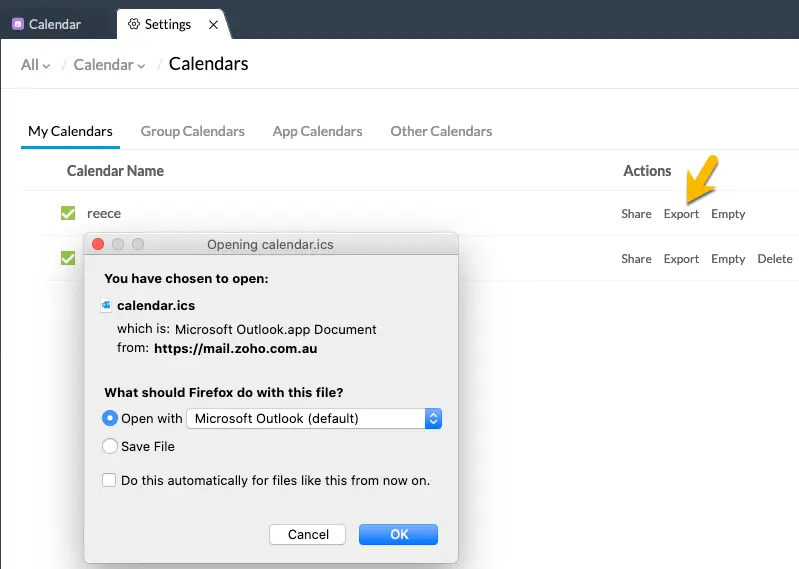 Calendar
Settings
All / Calendar / Calendars
My Calendars Group Calendars App Calendars Other Calendars
Calendar Name Actions
reece Share Export Empty
Share Export Empty Delete
Opening calendar.ics
You have chosen to open:
calendar.ics
which is: Microsoft Outlook.app Document
from: https://mail.zoho.com.au
What should Firefox do with this file?
Open with Microsoft Outlook (default)
Save File
Do this automatically for files like this from now on.
Cancel OK